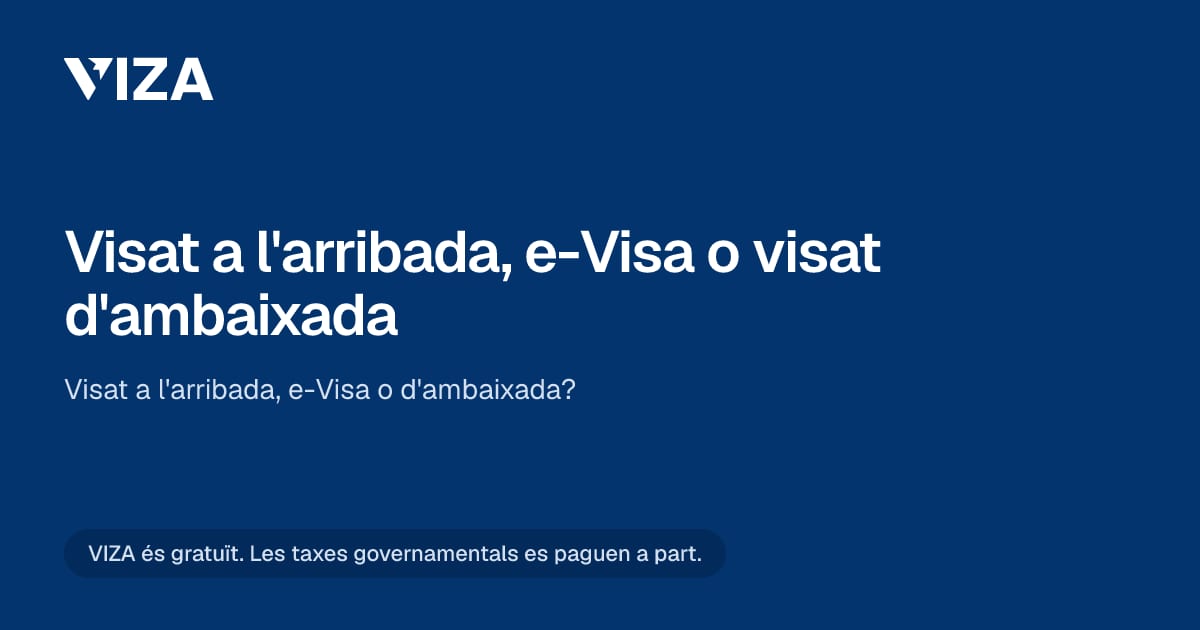 VIZA
Visat a l'arribada, e-Visa o visat
d'ambaixada
Visat a l'arribada, e-Visa o d'ambaixada?
VIZA és gratuït. Les taxes governamentals es paguen a part.